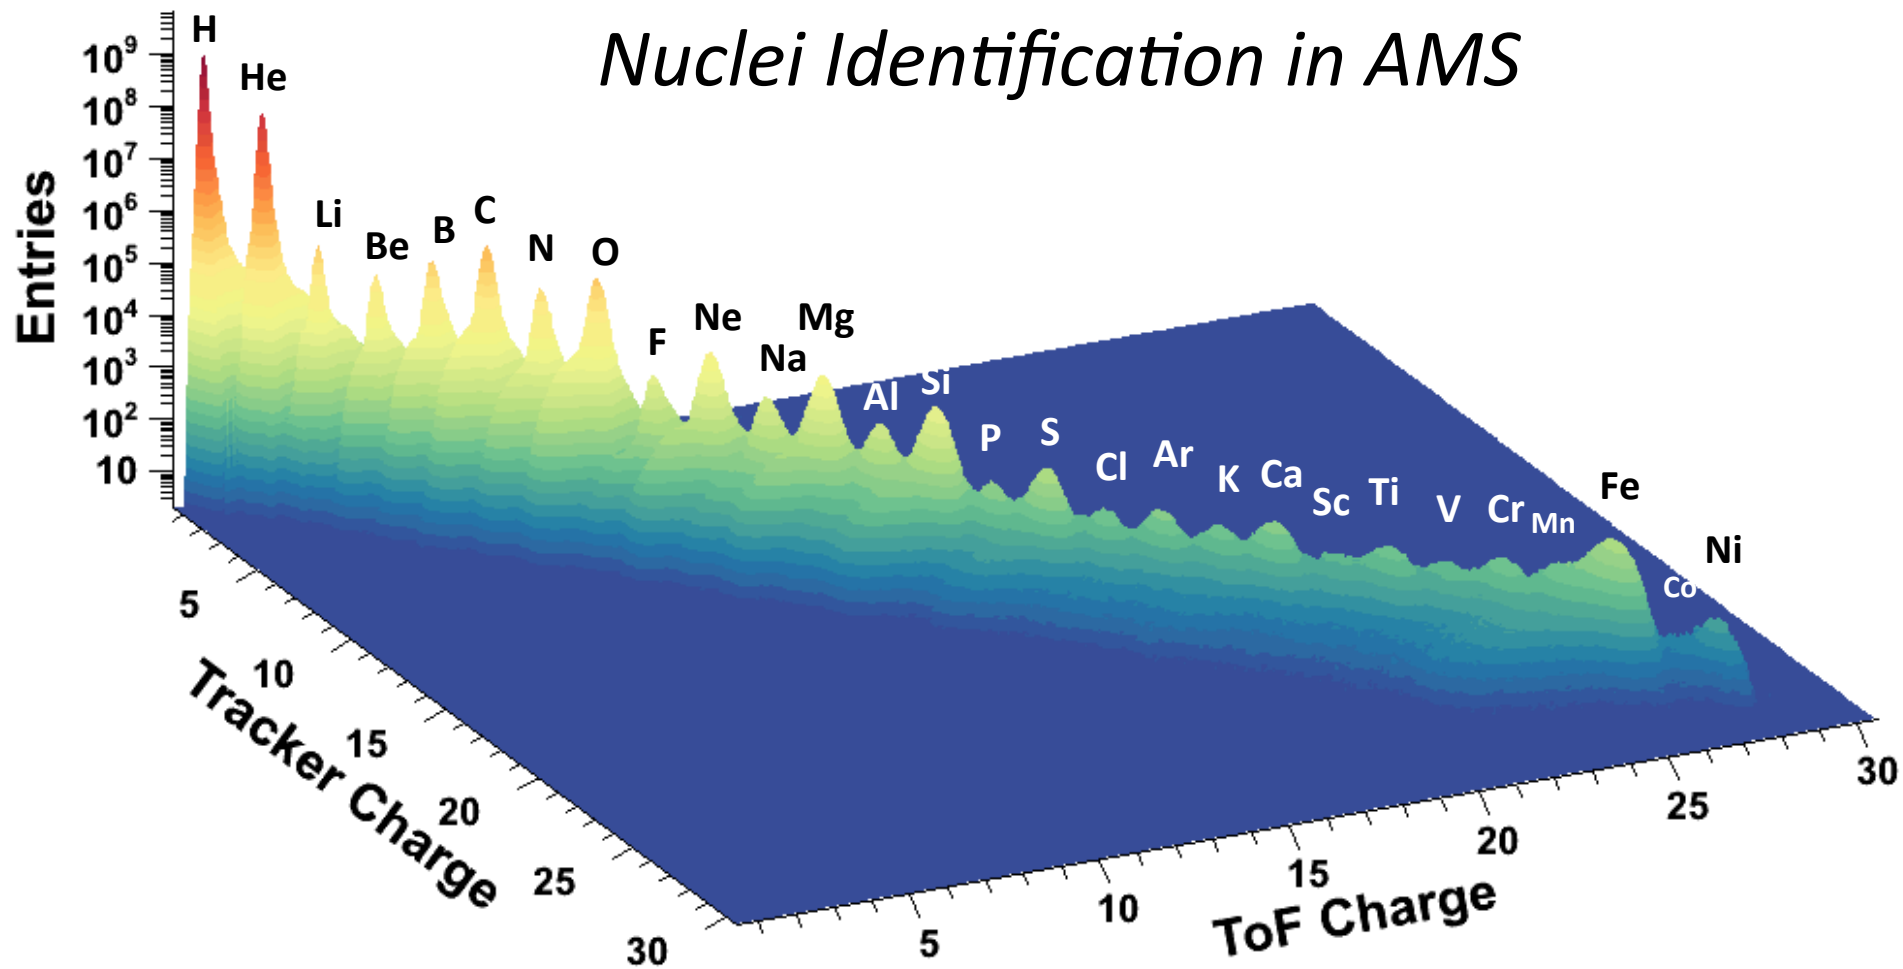 Nuclei Identification in AMS
H
He
Li
Be
B
C
N
O
F
Ne
Na
Mg
Al
Si
P
S
Cl
Ar
K
Ca
Sc
Ti
V
Cr
Mn
Fe
Co
Ni
Entries
10⁹
10⁸
10⁷
10⁶
10⁵
10⁴
10³
10²
10
Tracker Charge
5
10
15
20
25
30
ToF Charge
5
10
15
20
25
30